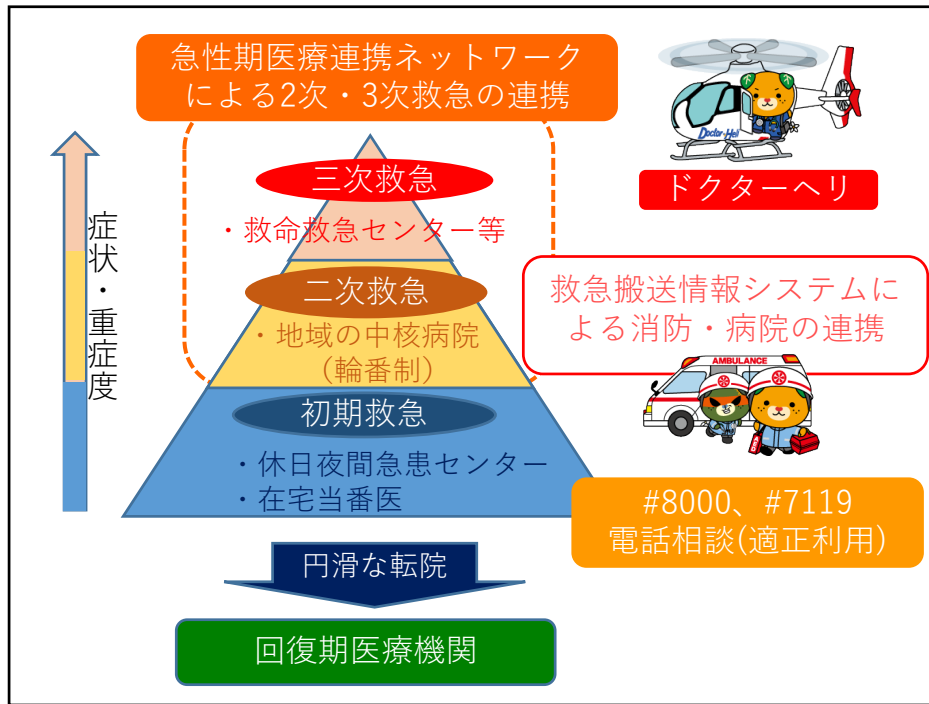 急性期医療連携ネットワーク
による2次・3次救急の連携
Doctor-Heli
ドクターヘリ
症状・重症度
三次救急
・救命救急センター等
二次救急
・地域の中核病院
(輪番制)
救急搬送情報システムに
よる消防・病院の連携
AMBULANCE
初期救急
・休日夜間急患センター
・在宅当番医
#8000、#7119
電話相談(適正利用)
円滑な転院
回復期医療機関